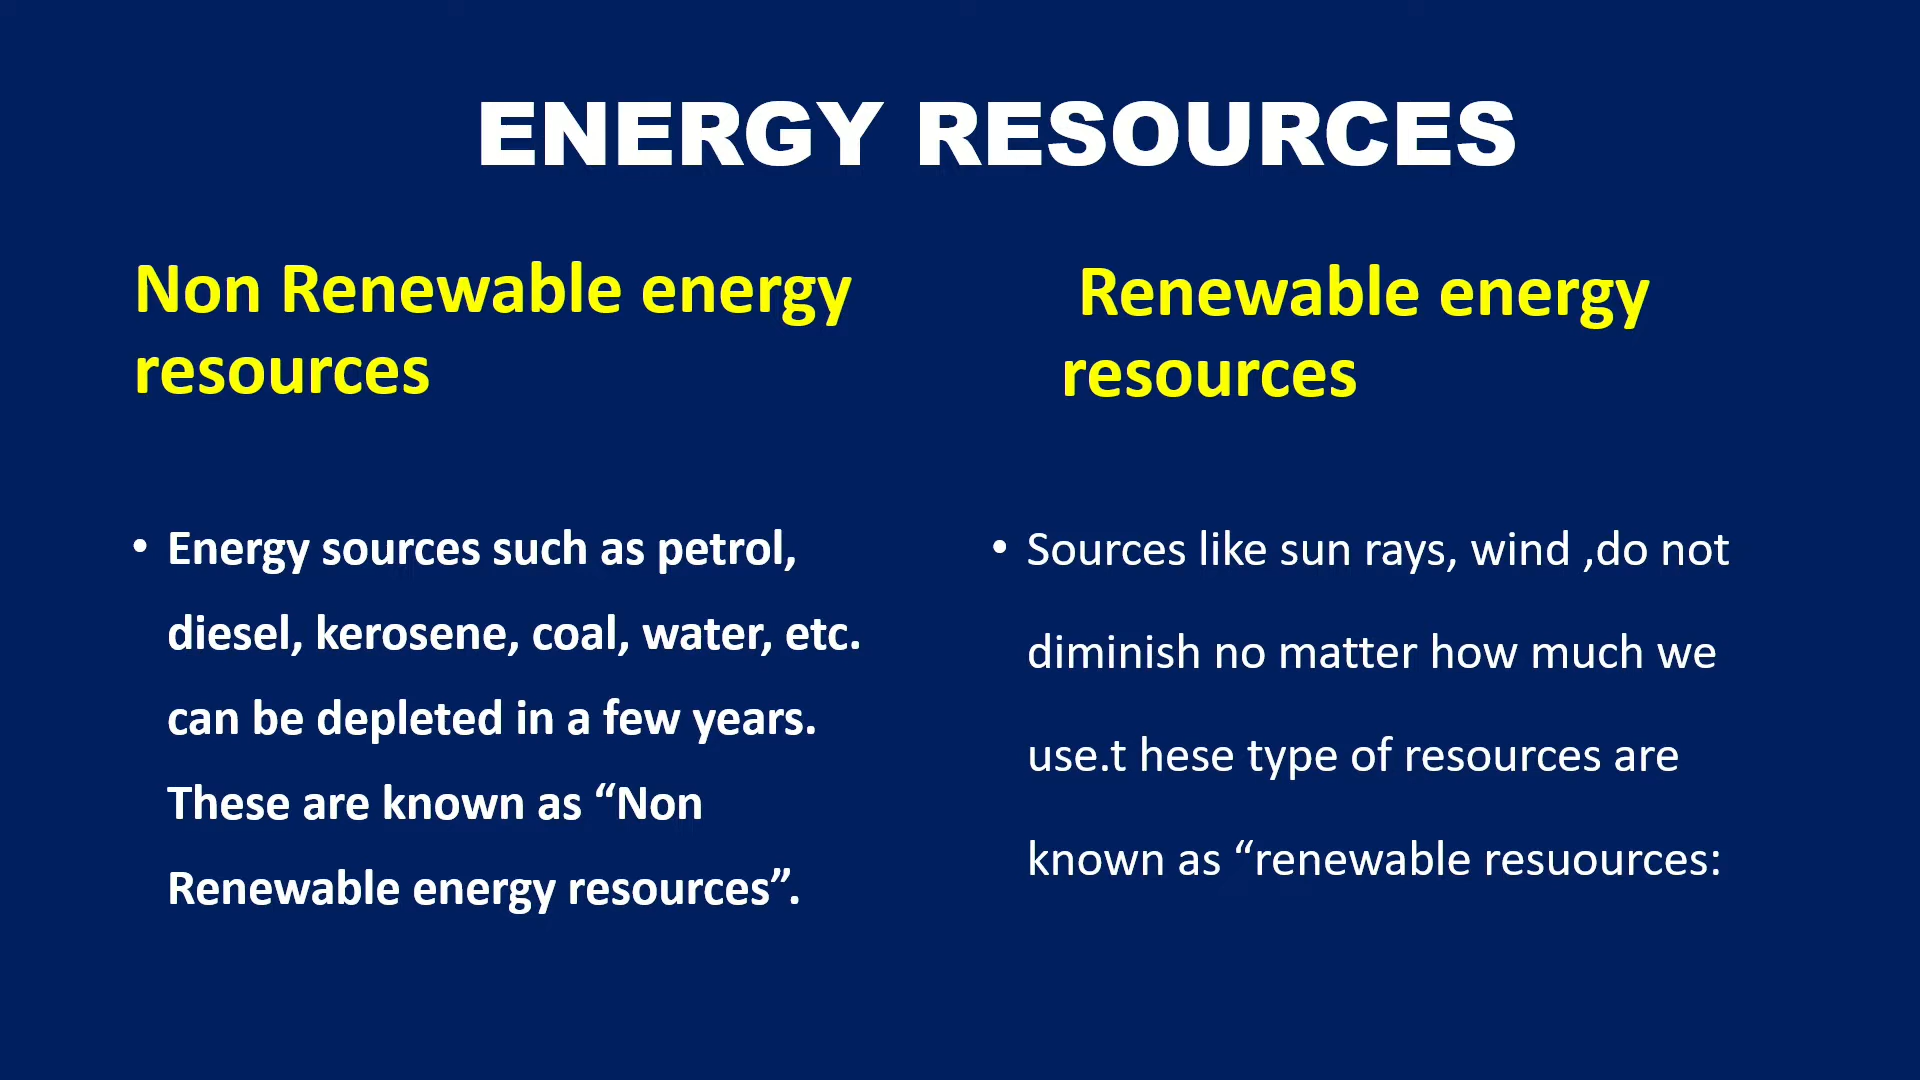 ENERGY RESOURCES
Non Renewable energy
resources
• Energy sources such as petrol,
diesel, kerosene, coal, water, etc.
can be depleted in a few years.
These are known as “Non
Renewable energy resources”.
Renewable energy
resources
• Sources like sun rays, wind ,do not
diminish no matter how much we
use.t hese type of resources are
known as “renewable resuources: